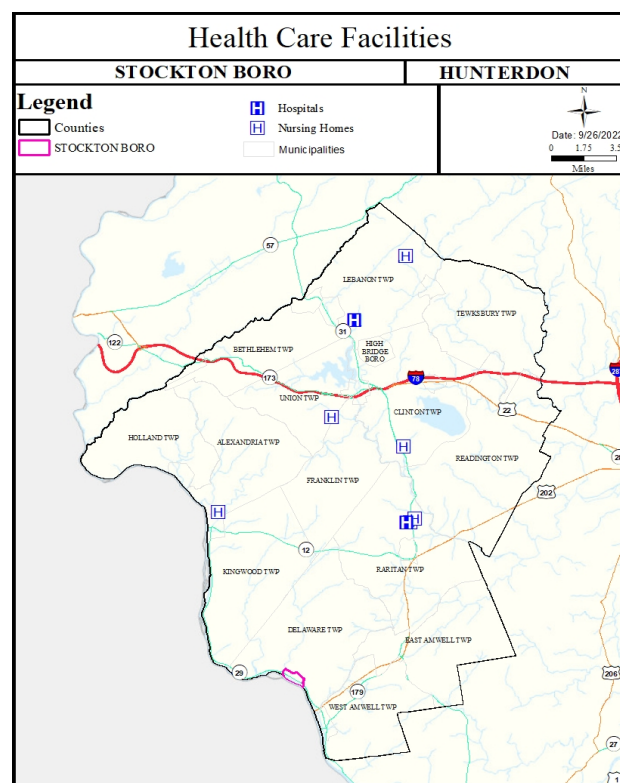 Health Care Facilities
STOCKTON BORO
HUNTERDON
Legend
Counties
STOCKTON BORO
Hospitals
Nursing Homes
Municipalities
N
Date: 9/26/2022
0 1.75 3.5
Miles
57
LEBANON TWP
TEWKSBURY TWP
31
122
BETHLEHEM TWP
HIGH
BRIDGE
BORO
173
78
287
UNION TWP
CLINTON TWP
22
HOLLAND TWP
ALEXANDRIA TWP
READINGTON TWP
FRANKLIN TWP
202
12
KINGWOOD TWP
RARITAN TWP
DELAWARE TWP
EAST AMWELL TWP
29
206
179
WEST AMWELL TWP
27
1